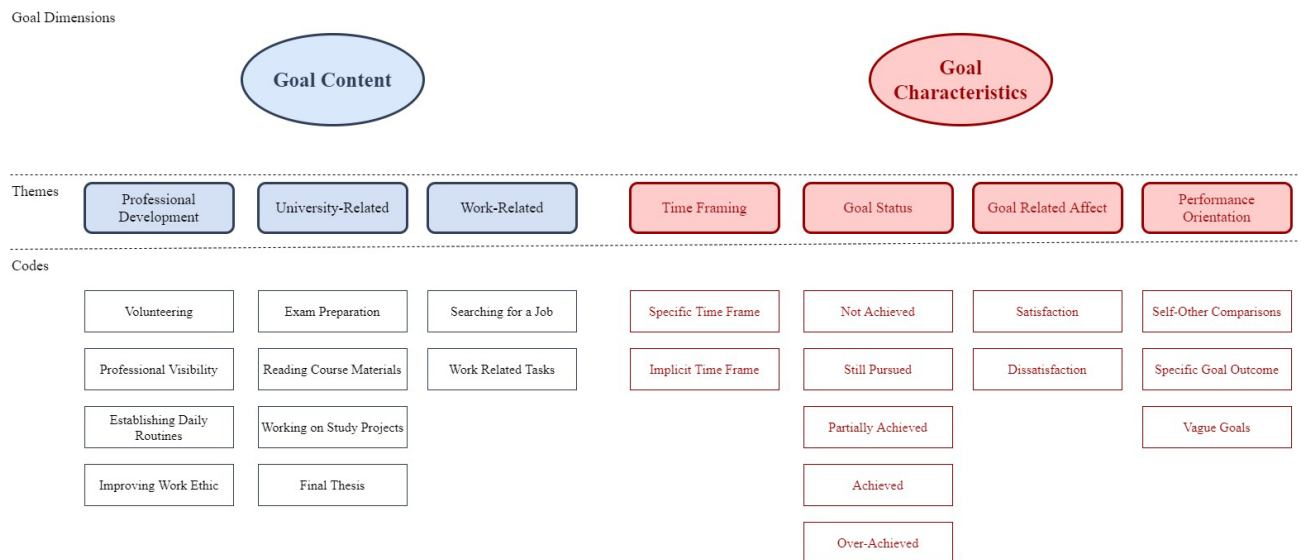 Goal Dimensions
Goal Content
Goal
Characteristics
Themes
Professional
Development
University-Related
Work-Related
Time Framing
Goal Status
Goal Related Affect
Performance
Orientation
Codes
Volunteering
Exam Preparation
Searching for a Job
Specific Time Frame
Not Achieved
Satisfaction
Self-Other Comparisons
Professional Visibility
Reading Course Materials
Work Related Tasks
Implicit Time Frame
Still Pursued
Dissatisfaction
Specific Goal Outcome
Establishing Daily
Routines
Working on Study Projects
Partially Achieved
Vague Goals
Improving Work Ethic
Final Thesis
Achieved
Over-Achieved